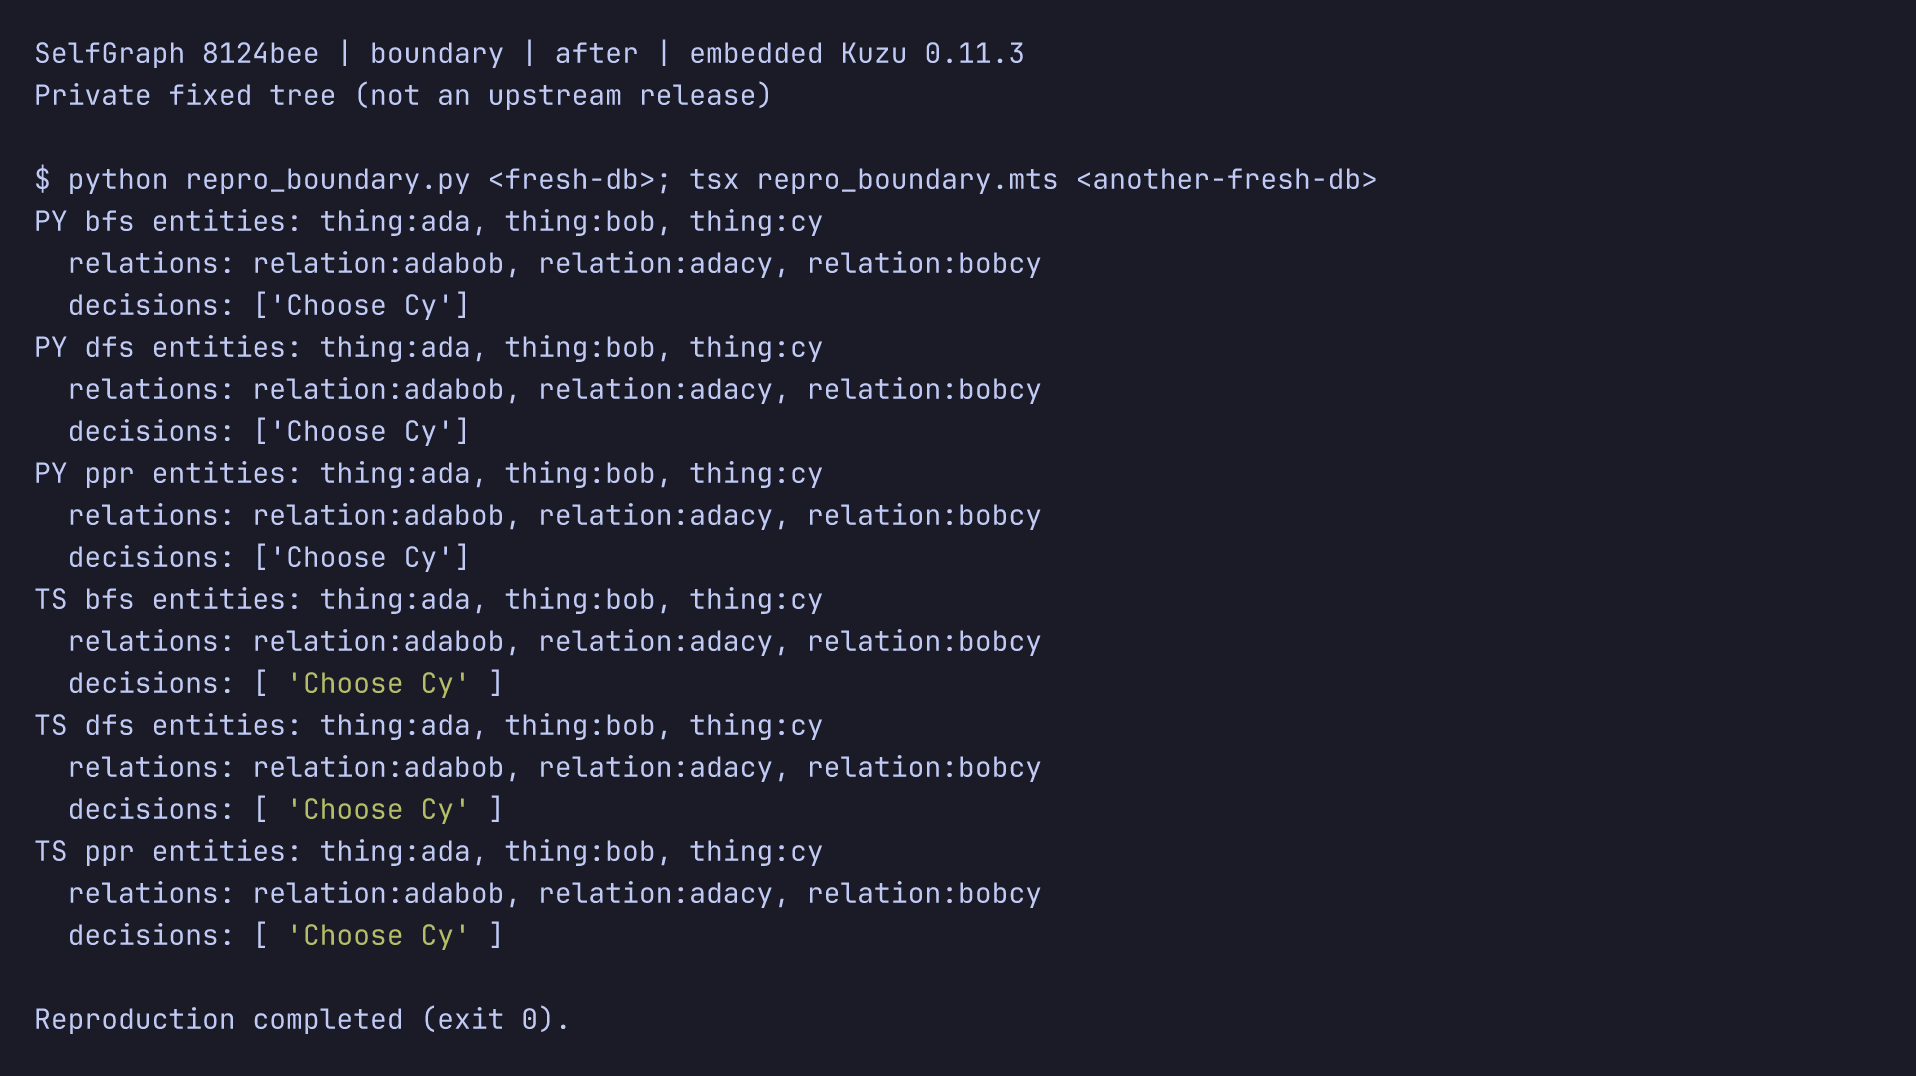 SelfGraph 8124bee | boundary | after | embedded Kuzu 0.11.3
Private fixed tree (not an upstream release)
$ python repro_boundary.py <fresh-db>; tsx repro_boundary.mts <another-fresh-db>
PY bfs entities: thing:ada, thing:bob, thing:cy
  relations: relation:adabob, relation:adacy, relation:bobcy
  decisions: ['Choose Cy']
PY dfs entities: thing:ada, thing:bob, thing:cy
  relations: relation:adabob, relation:adacy, relation:bobcy
  decisions: ['Choose Cy']
PY ppr entities: thing:ada, thing:bob, thing:cy
  relations: relation:adabob, relation:adacy, relation:bobcy
  decisions: ['Choose Cy']
TS bfs entities: thing:ada, thing:bob, thing:cy
  relations: relation:adabob, relation:adacy, relation:bobcy
  decisions: [ 'Choose Cy' ]
TS dfs entities: thing:ada, thing:bob, thing:cy
  relations: relation:adabob, relation:adacy, relation:bobcy
  decisions: [ 'Choose Cy' ]
TS ppr entities: thing:ada, thing:bob, thing:cy
  relations: relation:adabob, relation:adacy, relation:bobcy
  decisions: [ 'Choose Cy' ]
Reproduction completed (exit 0).